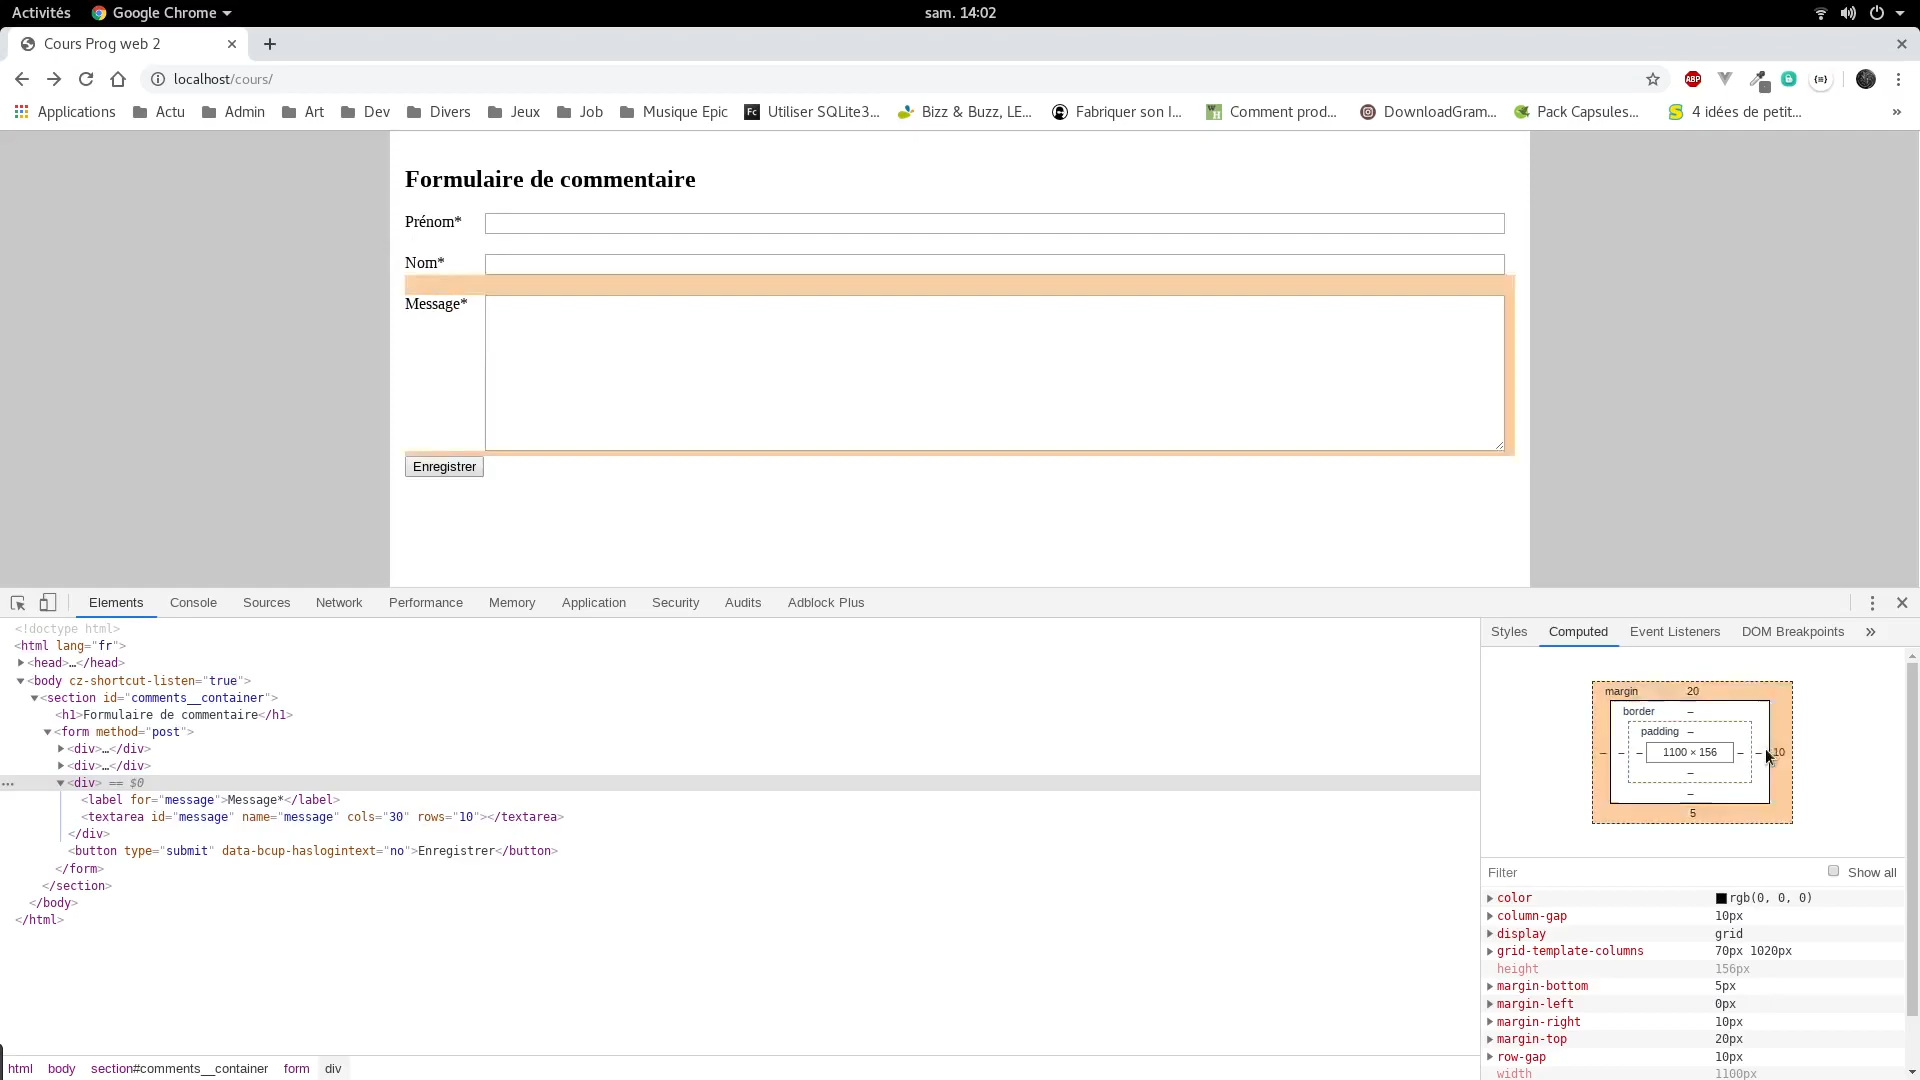 Activités Google Chrome sam. 14:02
Cours Prog web 2
localhost/cours/
ABP
Applications Actu Admin Art Dev Divers Jeux Job Musique Epic Fc Utiliser SQLite3... Bizz & Buzz, LE... Fabriquer son I... Comment prod... DownloadGram... Pack Capsules... 4 idées de petit... »
Formulaire de commentaire
Prénom*
Nom*
Message*
Enregistrer
Elements Console Sources Network Performance Memory Application Security Audits Adblock Plus
<!doctype html>
<html lang="fr">
<head>…</head>
<body cz-shortcut-listen="true">
<section id="comments__container">
<h1>Formulaire de commentaire</h1>
<form method="post">
<div>…</div>
<div>…</div>
<div> == $0
<label for="message">Message*</label>
<textarea id="message" name="message" cols="30" rows="10"></textarea>
</div>
<button type="submit" data-bcup-haslogintext="no">Enregistrer</button>
</form>
</section>
</body>
</html>
html body section#comments__container form div
Styles Computed Event Listeners DOM Breakpoints »
margin 20
border –
padding –
– – – 1100 × 156 – – 10
–
–
5
Filter Show all
color rgb(0, 0, 0)
column-gap 10px
display grid
grid-template-columns 70px 1020px
height 156px
margin-bottom 5px
margin-left 0px
margin-right 10px
margin-top 20px
row-gap 10px
width 1100px